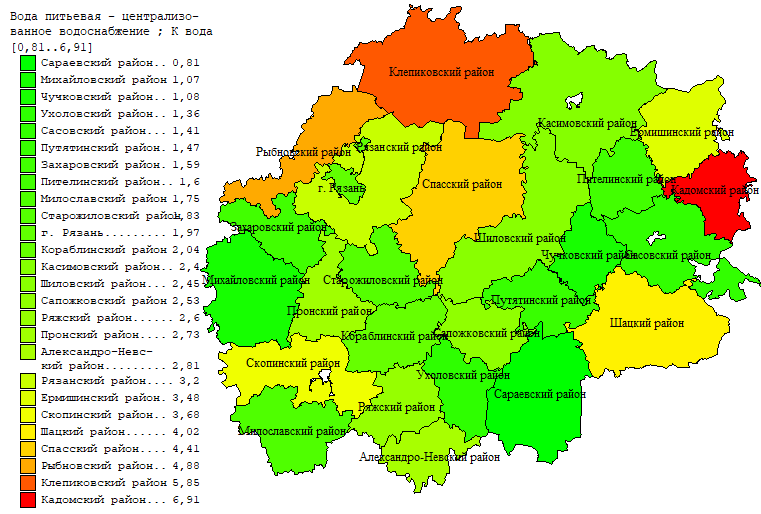 Вода питьевая – централизо-
ванное водоснабжение ; К вода
[0,81..6,91]
Сараевский район.. 0,81
Михайловский район 1,07
Чучковский район.. 1,08
Ухоловский район.. 1,36
Сасовский район... 1,41
Путятинский район. 1,47
Захаровский район. 1,59
Пителинский район. 1,6
Милославский район 1,75
Старожиловский район 1,83
г. Рязань......... 1,97
Кораблинский район 2,04
Касимовский район.. 2,4
Шиловский район... 2,45
Сапожковский район 2,53
Ряжский район...... 2,6
Пронский район.... 2,73
Александро-Невс-
кий район........ 2,81
Рязанский район.... 3,2
Ермишинский район. 3,48
Скопинский район.. 3,68
Шацкий район...... 4,02
Спасский район.... 4,41
Рыбновский район.. 4,88
Клепиковский район 5,85
Кадомский район... 6,91
Клепиковский район
Касимовский район
Ермишинский район
Рязанский район
Рыбновский район
Спасский район
г. Рязань
Пителинский район
Кадомский район
Захаровский район
Шиловский район
Чучковский район
Сасовский район
Михайловский район
Старожиловский район
Путятинский район
Пронский район
Шацкий район
Кораблинский район
Сапожковский район
Скопинский район
Ухоловский район
Сараевский район
Ряжский район
Милославский район
Александро-Невский район